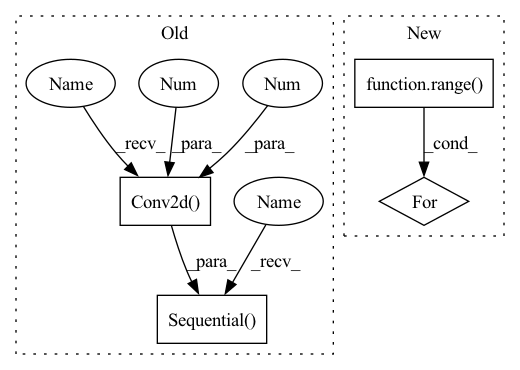 Old
New
Name
Num
Num
function.range()
_recv_
_para_
_para_
_cond_
Conv2d()
Name
For
_para_
_recv_
Sequential()